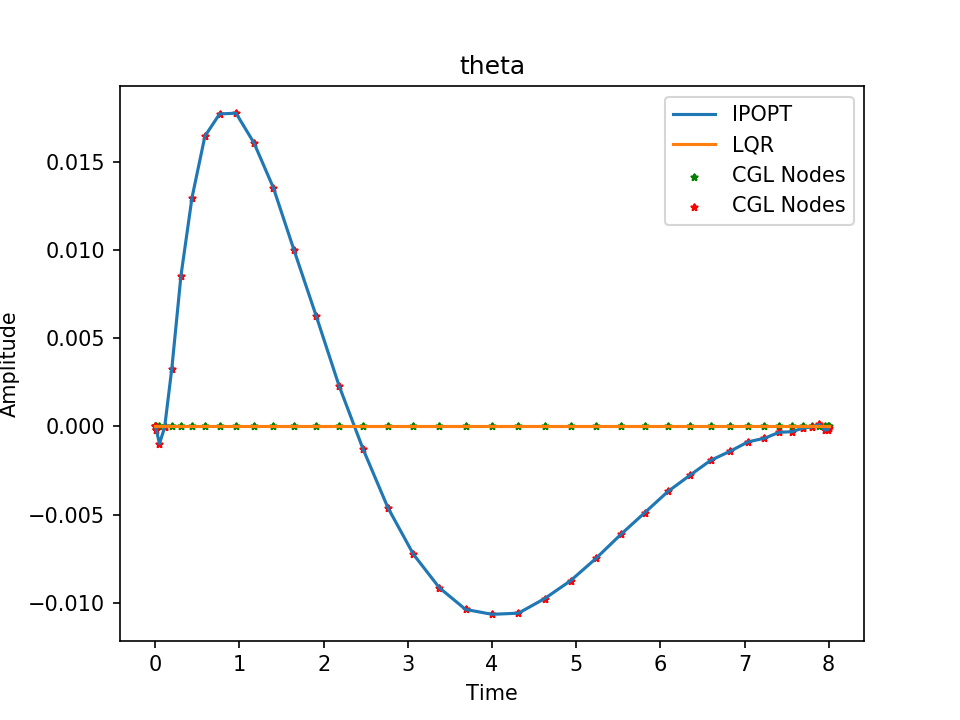 theta
IPOPT
LQR
CGL Nodes
CGL Nodes
Amplitude
0.015
0.010
0.005
0.000
−0.005
−0.010
0 1 2 3 4 5 6 7 8
Time